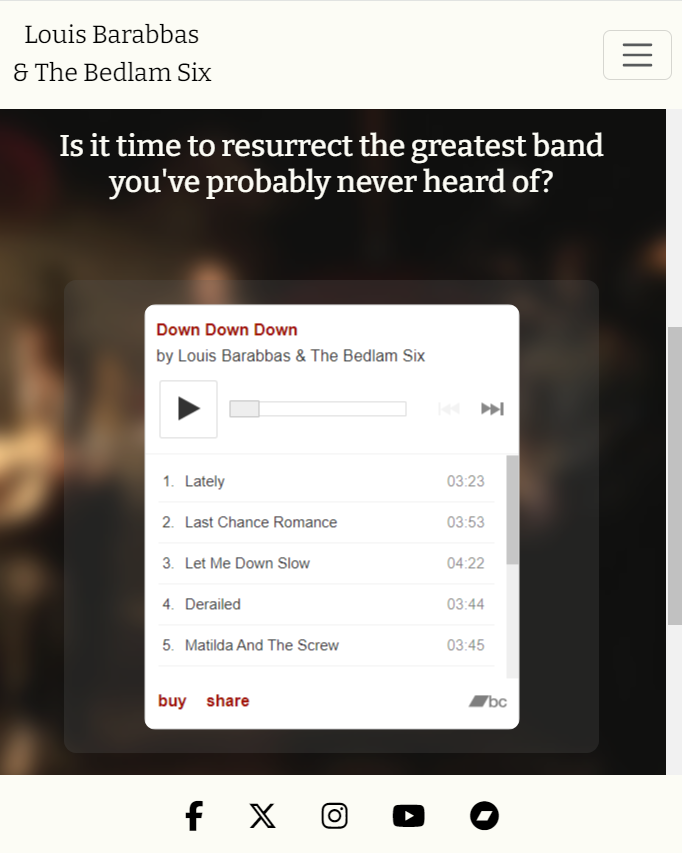 Louis Barabbas
& The Bedlam Six
Is it time to resurrect the greatest band
you've probably never heard of?
Down Down Down
by Louis Barabbas & The Bedlam Six
1. Lately 03:23
2. Last Chance Romance 03:53
3. Let Me Down Slow 04:22
4. Derailed 03:44
5. Matilda And The Screw 03:45
buy share bc